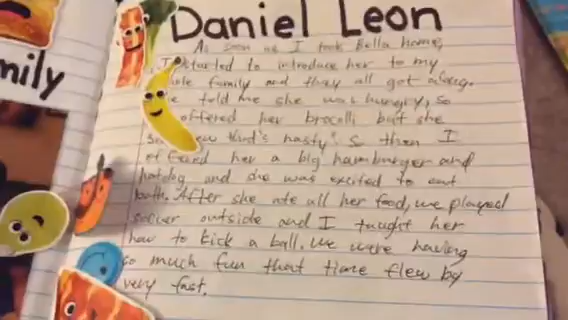 Daniel Leon
mily
As soon as I took Bella home,
I started to introduce her to my
family and they all got along.
told me she was hungry, so
offered her brocolli but she
ew that's nasty". So then I
offered her a big hamburger and
hotdog and she was excited to eat
both. After she ate all her food, we played
soccer outside and I taught her
how to kick a ball. We were having
so much fun that time flew by
very fast.